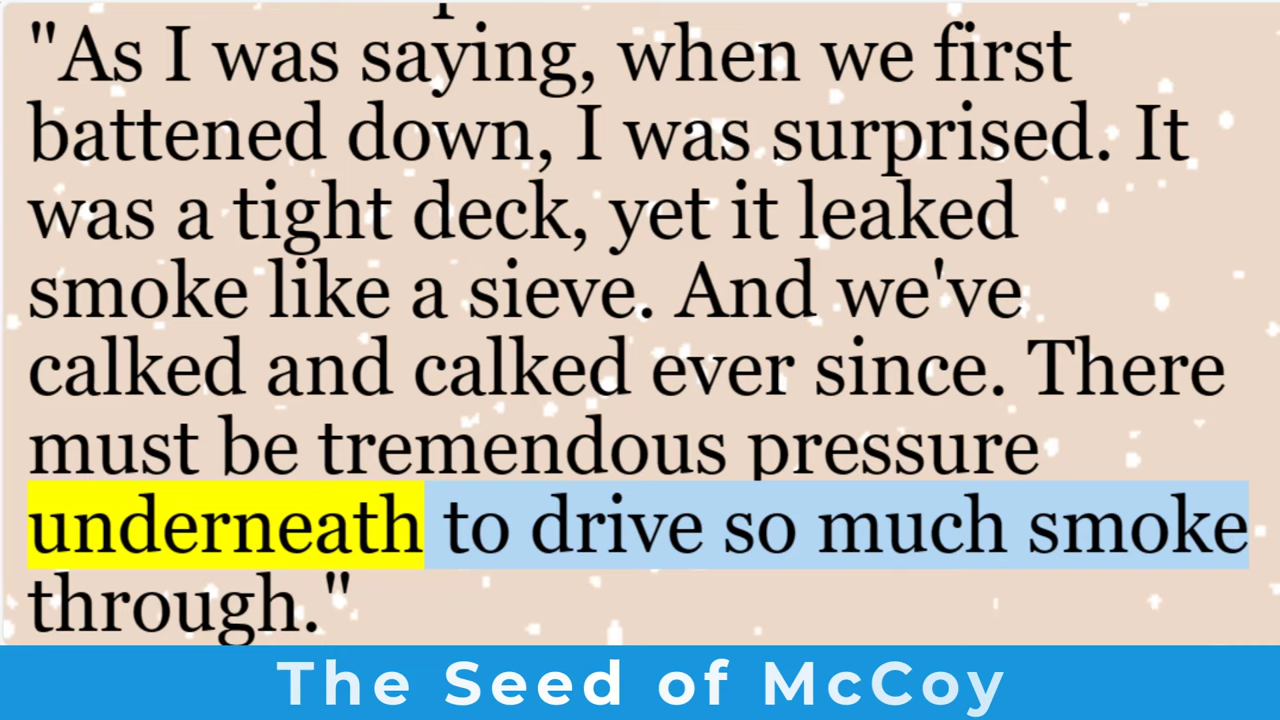 "As I was saying, when we first
battened down, I was surprised. It
was a tight deck, yet it leaked
smoke like a sieve. And we've
calked and calked ever since. There
must be tremendous pressure
underneath to drive so much smoke
through."
The Seed of McCoy